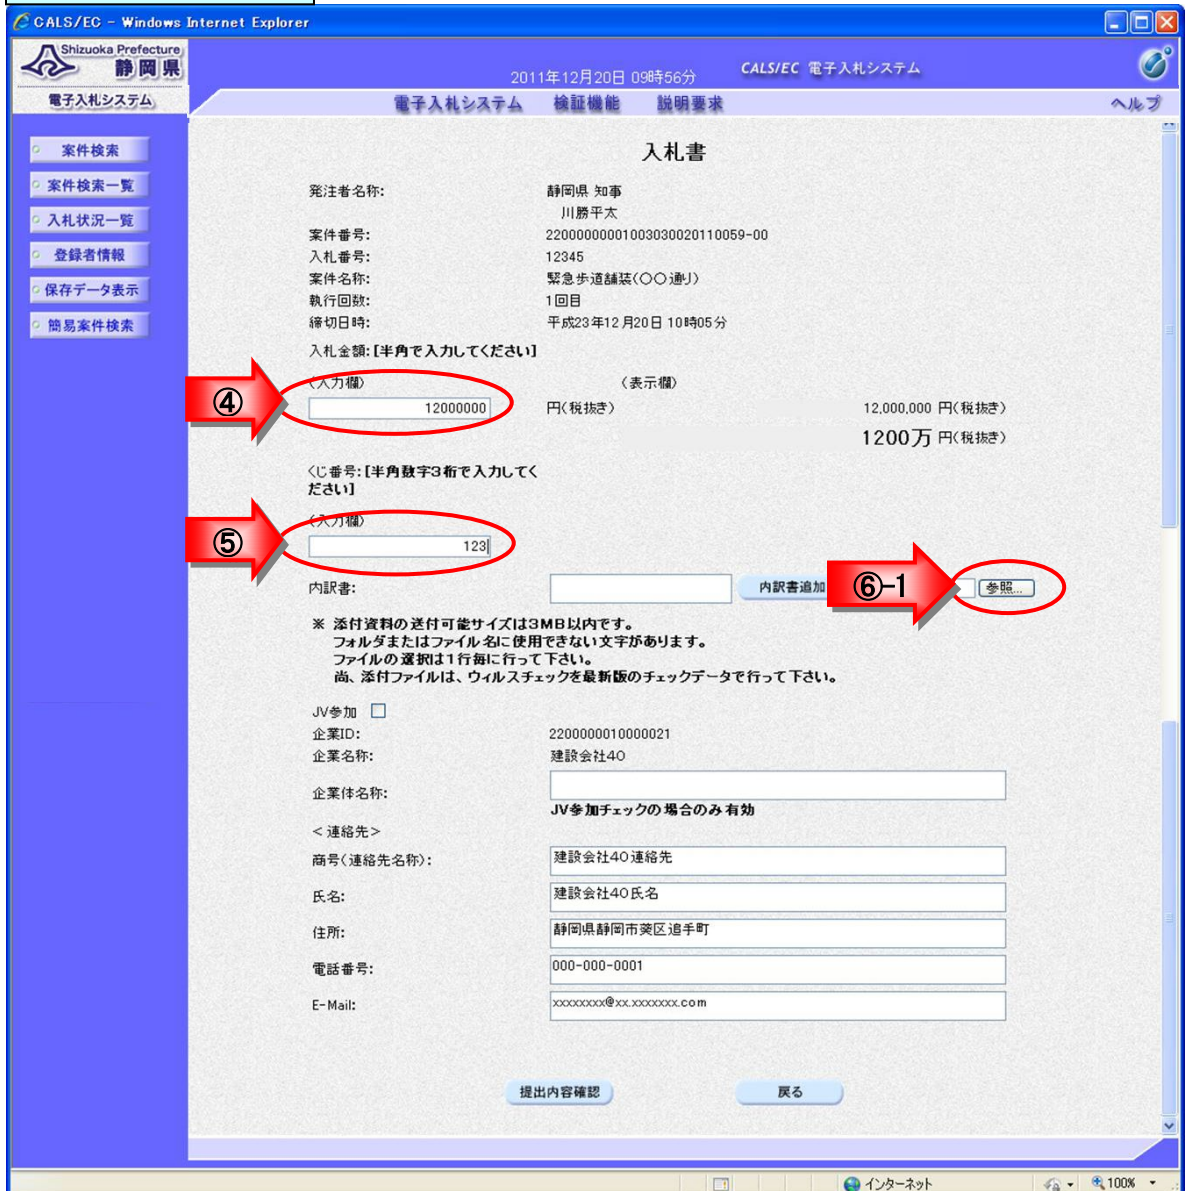 CALS/EC - Windows Internet Explorer
Shizuoka Prefecture
静岡県
電子入札システム
2011年12月20日 09時56分
CALS/EC 電子入札システム
電子入札システム 検証機能 説明要求 ヘルプ
案件検索
案件検索一覧
入札状況一覧
登録者情報
保存データ表示
簡易案件検索
入札書
発注者名称: 静岡県 知事
川勝平太
案件番号: 22000000001003030020110059-00
入札番号: 12345
案件名称: 緊急歩道舗装(〇〇通り)
執行回数: 1回目
締切日時: 平成23年12月20日 10時05分
入札金額:[半角で入力してください]
④
(入力欄) (表示欄)
12000000 円(税抜き) 12,000,000 円(税抜き)
1200万 円(税抜き)
くじ番号:[半角数字3桁で入力してく
ださい]
⑤
(入力欄)
123
内訳書: 内訳書追加 ⑥-1 参照...
※ 添付資料の送付可能サイズは3MB以内です。
フォルダまたはファイル名に使用できない文字があります。
ファイルの選択は1行毎に行って下さい。
尚、添付ファイルは、ウィルスチェックを最新版のチェックデータで行って下さい。
JV参加
企業ID: 2200000010000021
企業名称: 建設会社40
企業体名称:
JV参加チェックの場合のみ有効
<連絡先>
商号(連絡先名称): 建設会社40連絡先
氏名: 建設会社40氏名
住所: 静岡県静岡市葵区追手町
電話番号: 000-000-0001
E-Mail: xxxxxxxx@xx.xxxxxxx.com
提出内容確認 戻る
インターネット 100%